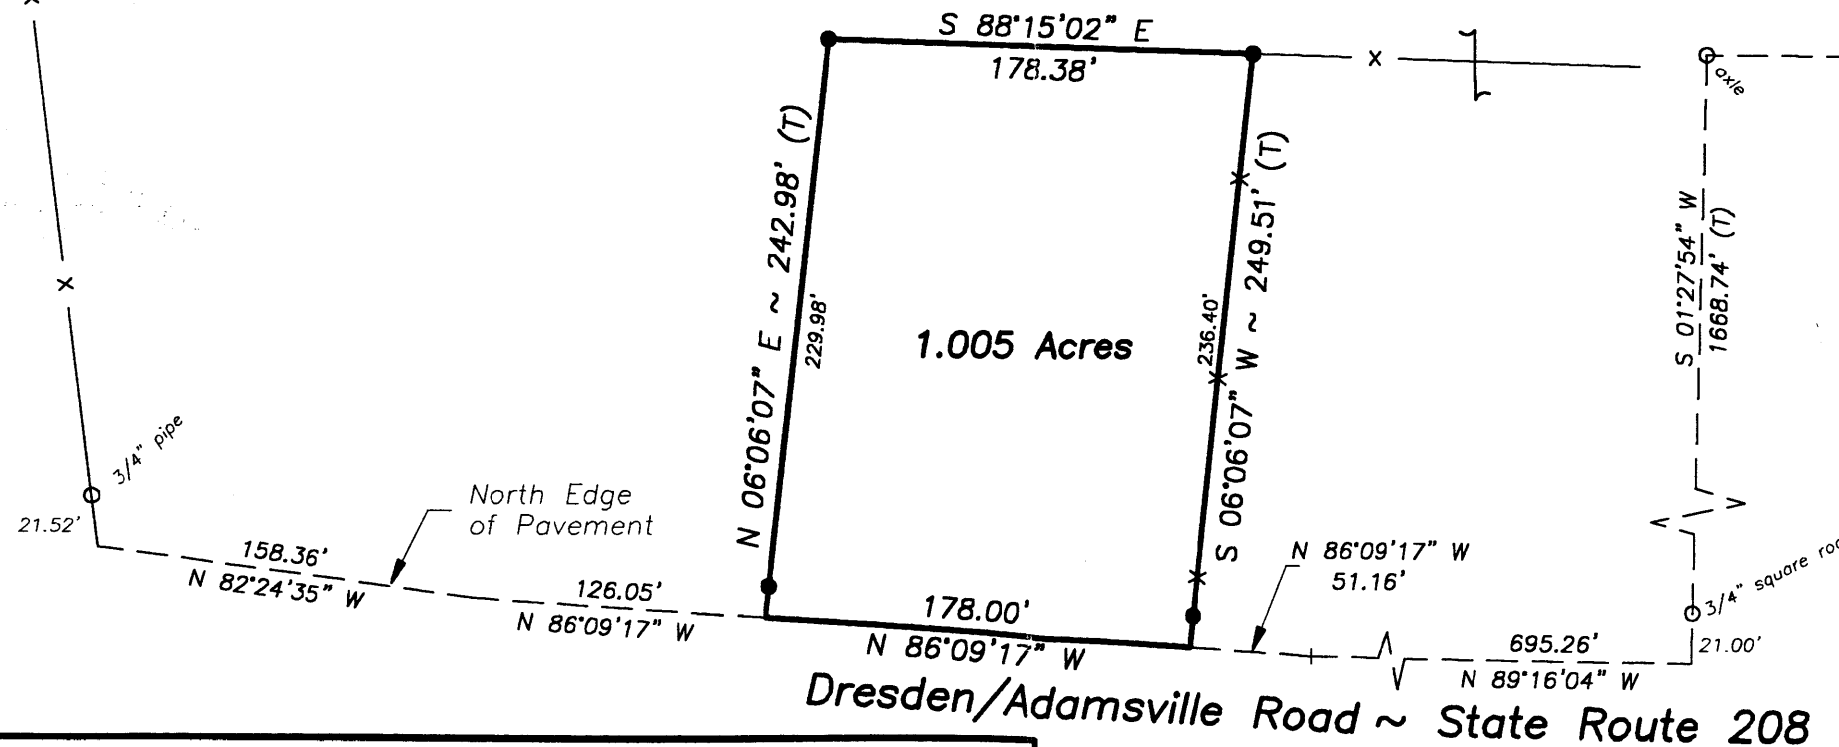 S 88°15'02" E
178.38'
X
X
axle
N 06°06'07" E ~ 242.98' (T)
229.98'
1.005 Acres
236.40'
S 06°06'07" W ~ 249.51' (T)
S 01°27'54" W
1668.74' (T)
X
3/4" pipe
21.52'
North Edge
of Pavement
158.36'
N 82°24'35" W
126.05'
N 86°09'17" W
178.00'
N 86°09'17" W
N 86°09'17" W
51.16'
3/4" square
21.00'
695.26'
N 89°16'04" W
Dresden/Adamsville Road ~ State Route 208